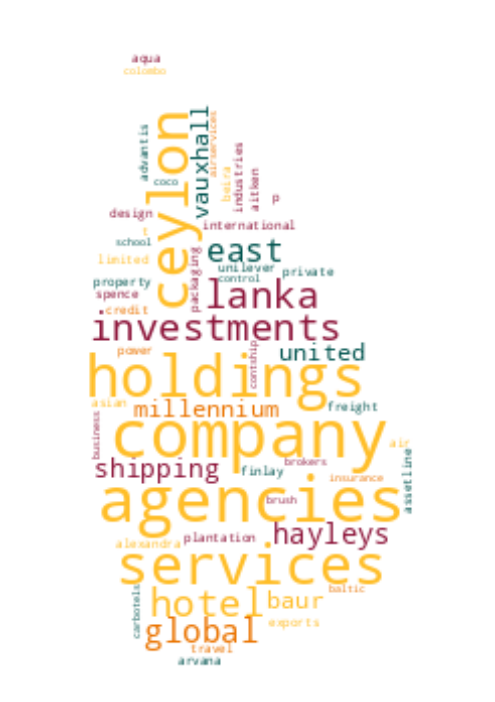 aqua
colombo
ceylon
vauxhall
airservices
advantis
industries
aitken
beira
coco
p
design
international
t
school
east
packaging
limited
unilever
private
control
property
spence
lanka
credit
investments
power
united
contship
holdings
asian
millennium
freight
business
company
air
assetline
shipping
finlay
brokers
insurance
agencies
brush
hayleys
plantation
alexandra
services
carbotels
hotel
baur
baltic
global
exports
travel
arvana